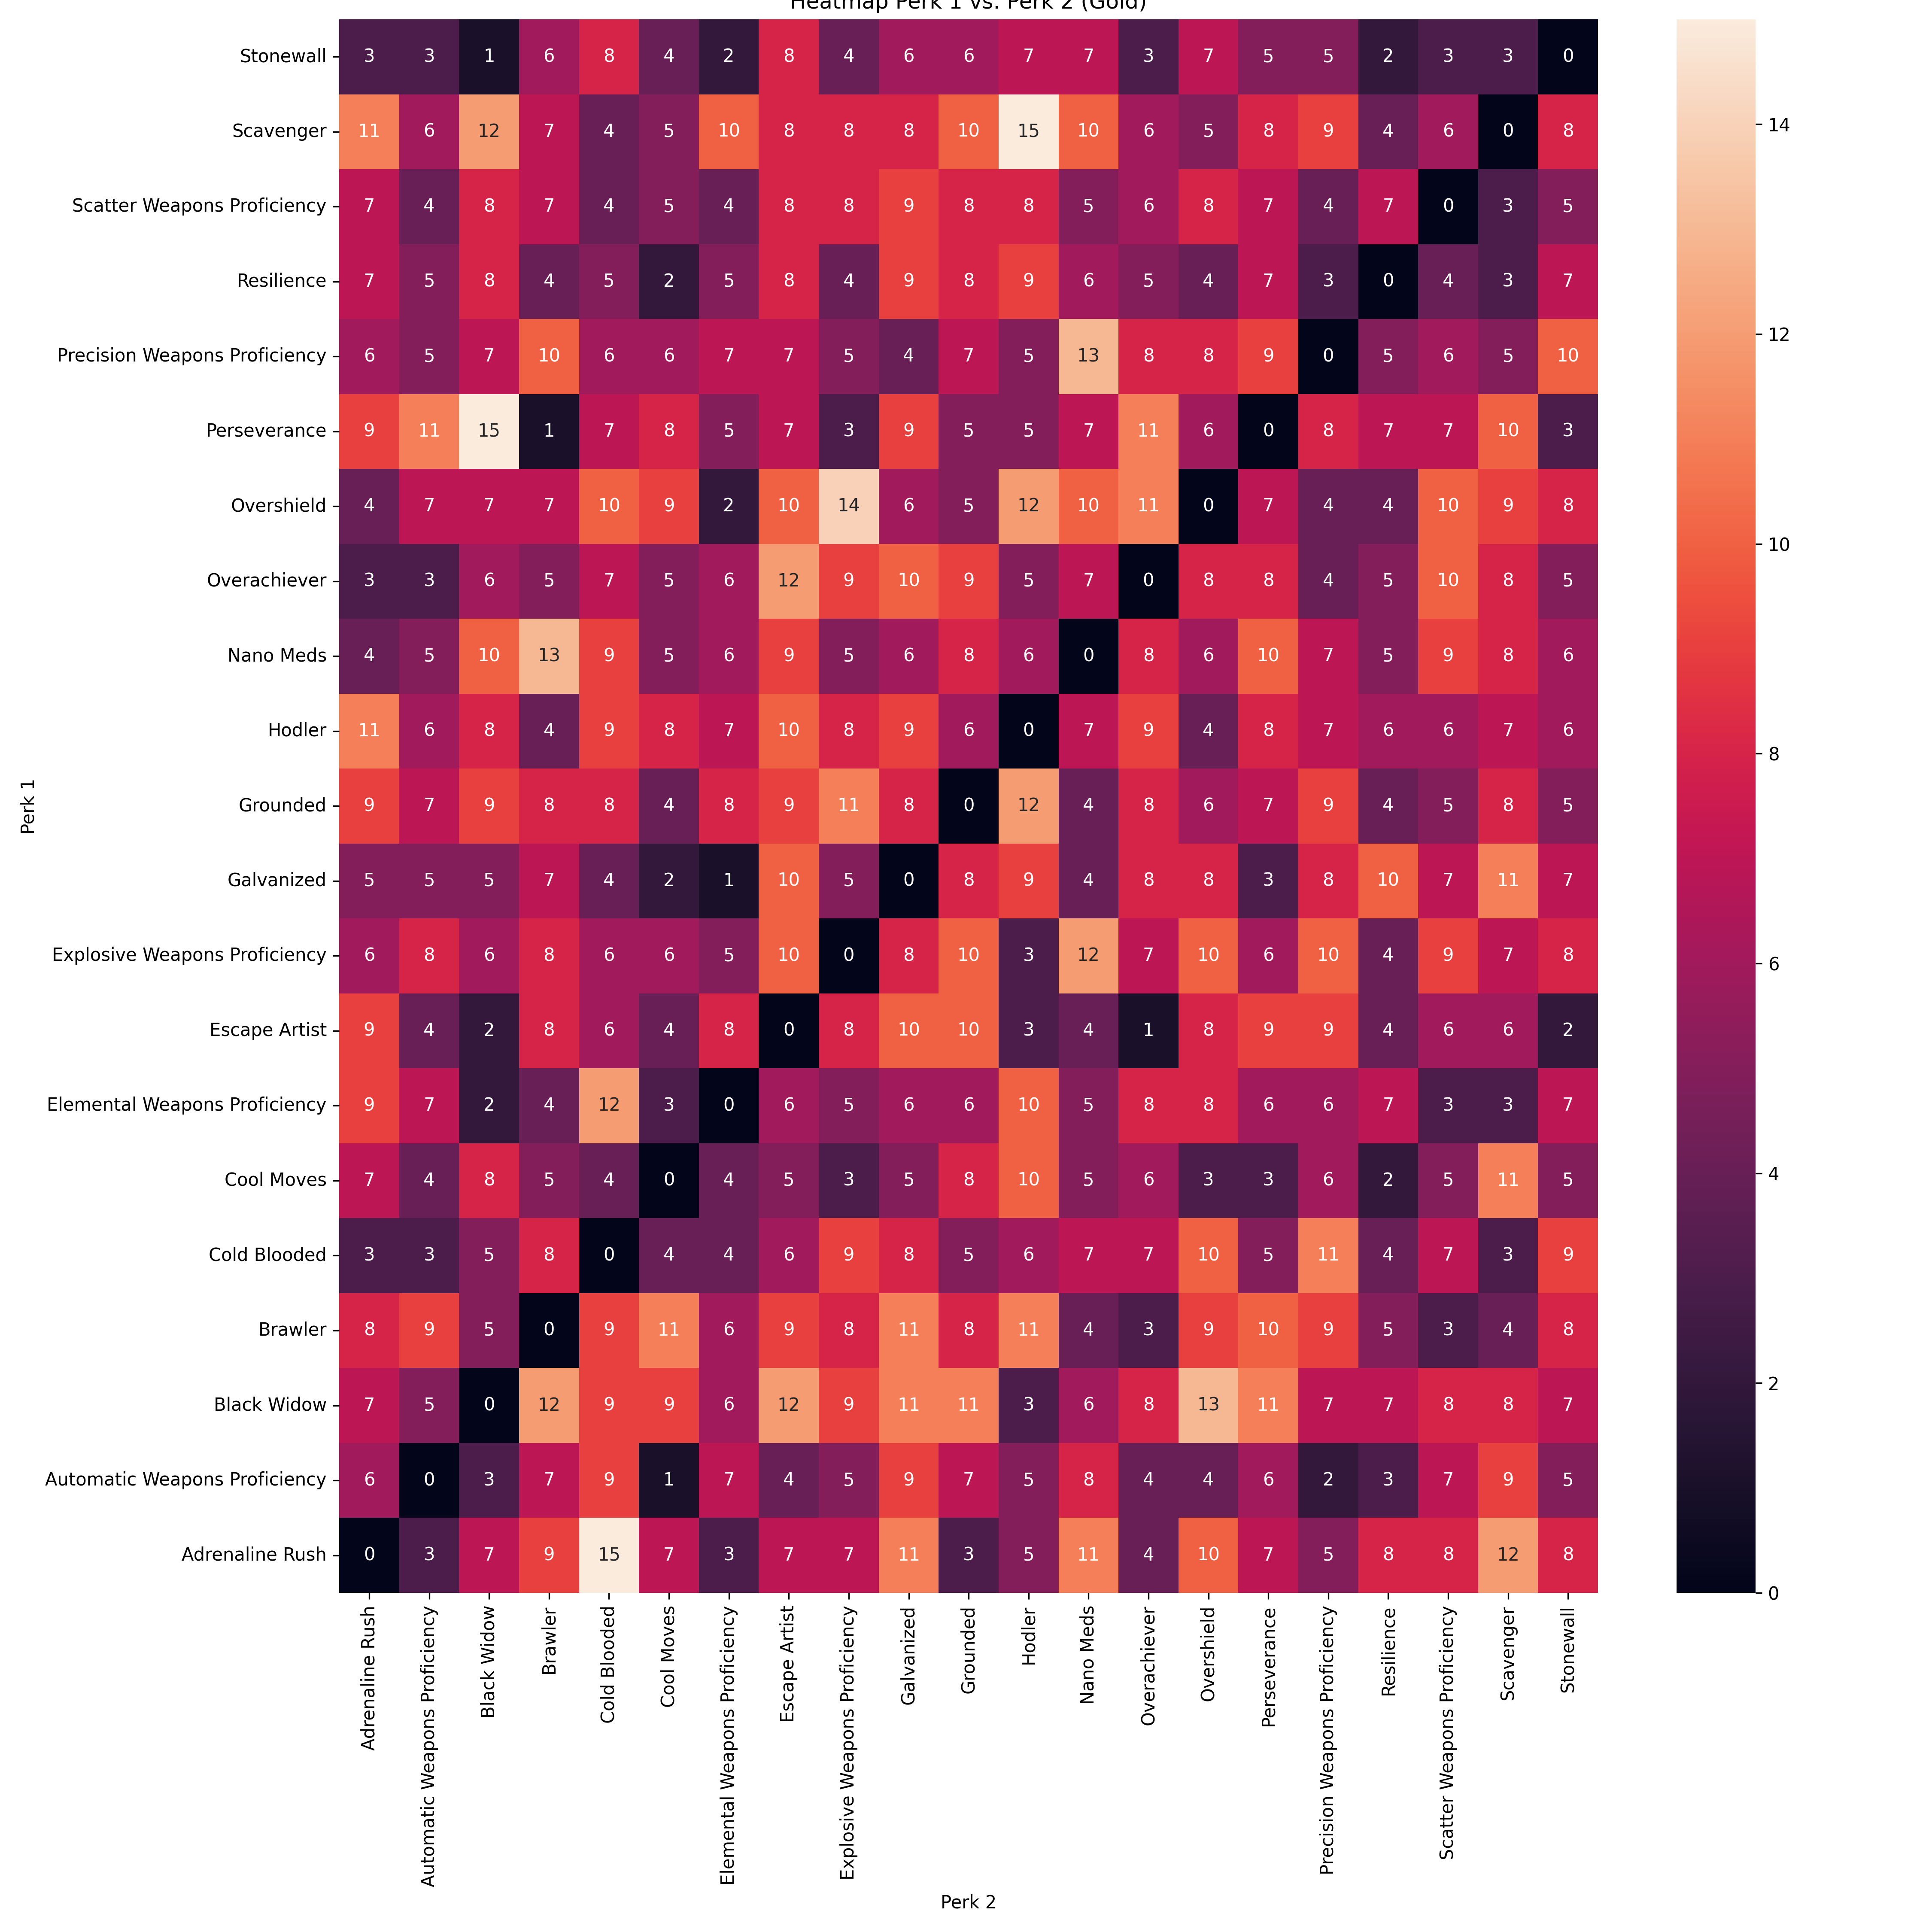 Heatmap Perk 1 vs. Perk 2 (Gold)
Stonewall 3 3 1 6 8 4 2 8 4 6 6 7 7 3 7 5 5 2 3 3 0
Scavenger 11 6 12 7 4 5 10 8 8 8 10 15 10 6 5 8 9 4 6 0 8
Scatter Weapons Proficiency 7 4 8 7 4 5 4 8 8 9 8 8 5 6 8 7 4 7 0 3 5
Resilience 7 5 8 4 5 2 5 8 4 9 8 9 6 5 4 7 3 0 4 3 7
Precision Weapons Proficiency 6 5 7 10 6 6 7 7 5 4 7 5 13 8 8 9 0 5 6 5 10
Perseverance 9 11 15 1 7 8 5 7 3 9 5 5 7 11 6 0 8 7 7 10 3
Overshield 4 7 7 7 10 9 2 10 14 6 5 12 10 11 0 7 4 4 10 9 8
Overachiever 3 3 6 5 7 5 6 12 9 10 9 5 7 0 8 8 4 5 10 8 5
Nano Meds 4 5 10 13 9 5 6 9 5 6 8 6 0 8 6 10 7 5 9 8 6
Hodler 11 6 8 4 9 8 7 10 8 9 6 0 7 9 4 8 7 6 6 7 6
Grounded 9 7 9 8 8 4 8 9 11 8 0 12 4 8 6 7 9 4 5 8 5
Galvanized 5 5 5 7 4 2 1 10 5 0 8 9 4 8 8 3 8 10 7 11 7
Explosive Weapons Proficiency 6 8 6 8 6 6 5 10 0 8 10 3 12 7 10 6 10 4 9 7 8
Escape Artist 9 4 2 8 6 4 8 0 8 10 10 3 4 1 8 9 9 4 6 6 2
Elemental Weapons Proficiency 9 7 2 4 12 3 0 6 5 6 6 10 5 8 8 6 6 7 3 3 7
Cool Moves 7 4 8 5 4 0 4 5 3 5 8 10 5 6 3 3 6 2 5 11 5
Cold Blooded 3 3 5 8 0 4 4 6 9 8 5 6 7 7 10 5 11 4 7 3 9
Brawler 8 9 5 0 9 11 6 9 8 11 8 11 4 3 9 10 9 5 3 4 8
Black Widow 7 5 0 12 9 9 6 12 9 11 11 3 6 8 13 11 7 7 8 8 7
Automatic Weapons Proficiency 6 0 3 7 9 1 7 4 5 9 7 5 8 4 4 6 2 3 7 9 5
Adrenaline Rush 0 3 7 9 15 7 3 7 7 11 3 5 11 4 10 7 5 8 8 12 8
Perk 1
Adrenaline Rush
Automatic Weapons Proficiency
Black Widow
Brawler
Cold Blooded
Cool Moves
Elemental Weapons Proficiency
Escape Artist
Explosive Weapons Proficiency
Galvanized
Grounded
Hodler
Nano Meds
Overachiever
Overshield
Perseverance
Precision Weapons Proficiency
Resilience
Scatter Weapons Proficiency
Scavenger
Stonewall
Perk 2
14
12
10
8
6
4
2
0